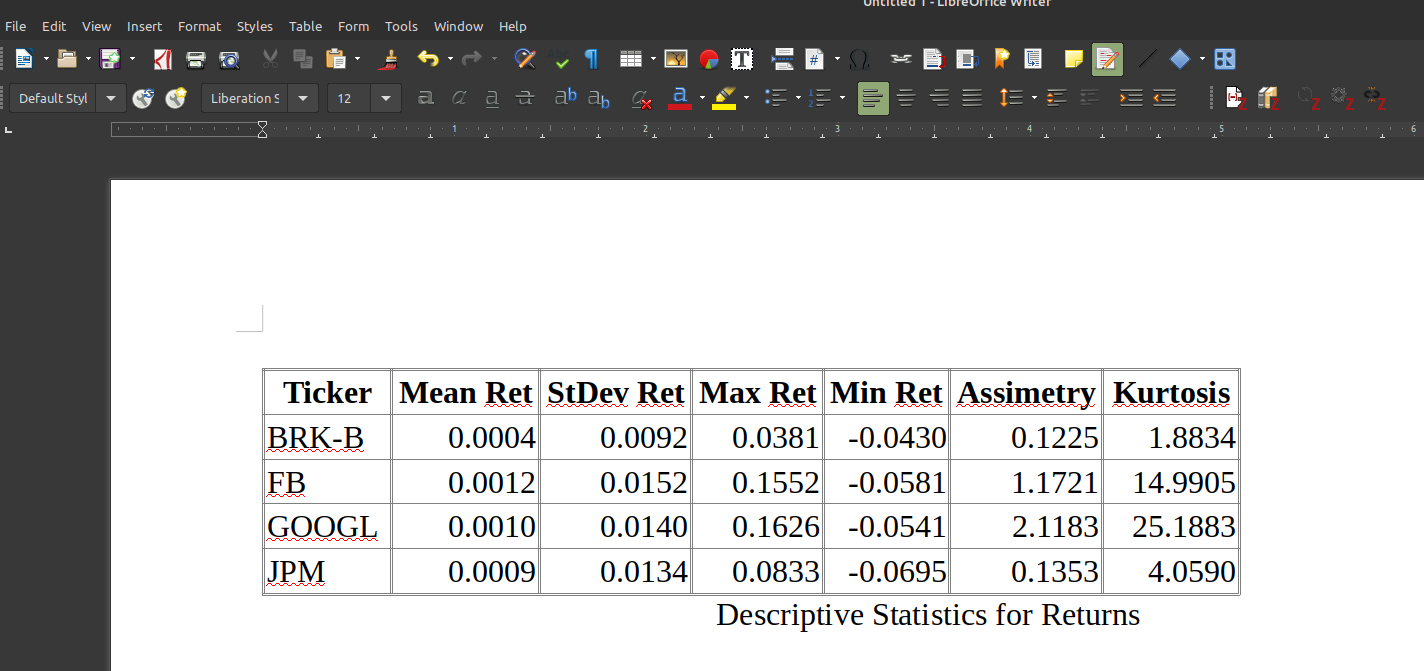 Untitled 1 - LibreOffice Writer
File Edit View Insert Format Styles Table Form Tools Window Help
Default Styl Liberation S 12
1 2 3 4 5 6
Ticker Mean Ret StDev Ret Max Ret Min Ret Assimetry Kurtosis
BRK-B 0.0004 0.0092 0.0381 -0.0430 0.1225 1.8834
FB 0.0012 0.0152 0.1552 -0.0581 1.1721 14.9905
GOOGL 0.0010 0.0140 0.1626 -0.0541 2.1183 25.1883
JPM 0.0009 0.0134 0.0833 -0.0695 0.1353 4.0590
Descriptive Statistics for Returns